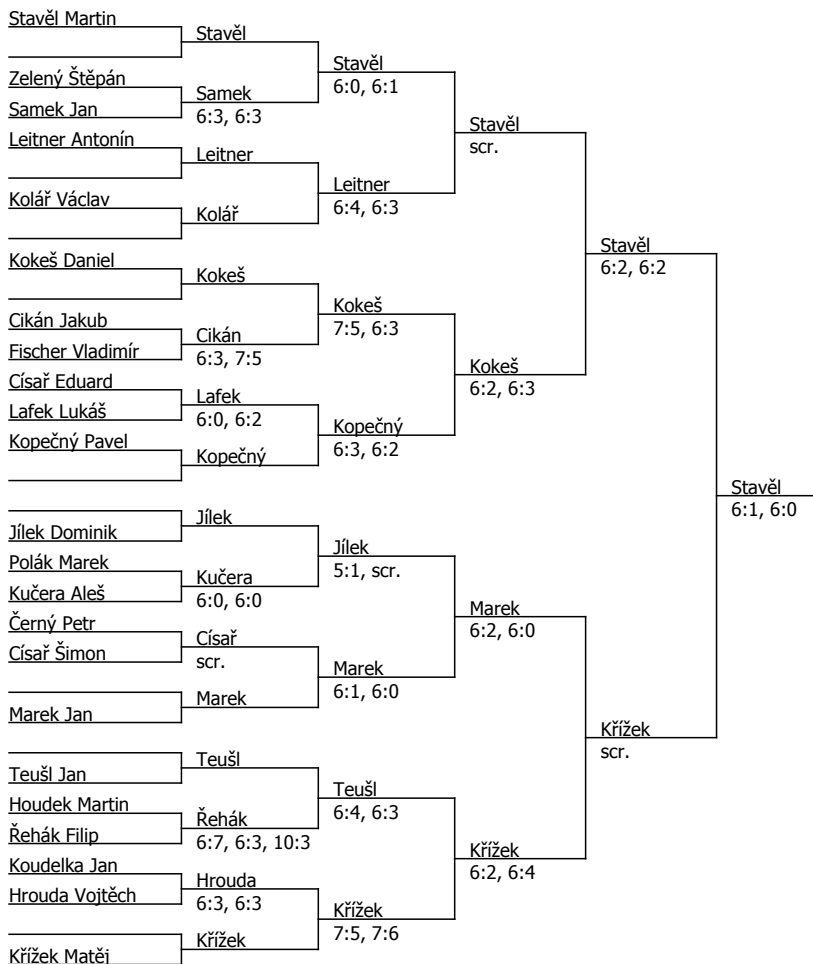 Stavěl Martin
Stavěl
Stavěl
6:0, 6:1
Zelený Štěpán
Samek
6:3, 6:3
Samek Jan
Stavěl
scr.
Leitner Antonín
Leitner
Leitner
6:4, 6:3
Kolář Václav
Kolář
Stavěl
6:2, 6:2
Kokeš Daniel
Kokeš
Kokeš
7:5, 6:3
Cikán Jakub
Cikán
6:3, 7:5
Fischer Vladimír
Kokeš
6:2, 6:3
Císař Eduard
Lafek
6:0, 6:2
Lafek Lukáš
Kopečný
6:3, 6:2
Kopečný Pavel
Kopečný
Stavěl
6:1, 6:0
Jílek
Jílek Dominik
Jílek
5:1, scr.
Polák Marek
Kučera
6:0, 6:0
Kučera Aleš
Marek
6:2, 6:0
Černý Petr
Císař
scr.
Císař Šimon
Marek
6:1, 6:0
Marek
Marek Jan
Křížek
scr.
Teušl
Teušl Jan
Teušl
6:4, 6:3
Houdek Martin
Řehák
6:7, 6:3, 10:3
Řehák Filip
Křížek
6:2, 6:4
Koudelka Jan
Hrouda
6:3, 6:3
Hrouda Vojtěch
Křížek
7:5, 7:6
Křížek
Křížek Matěj